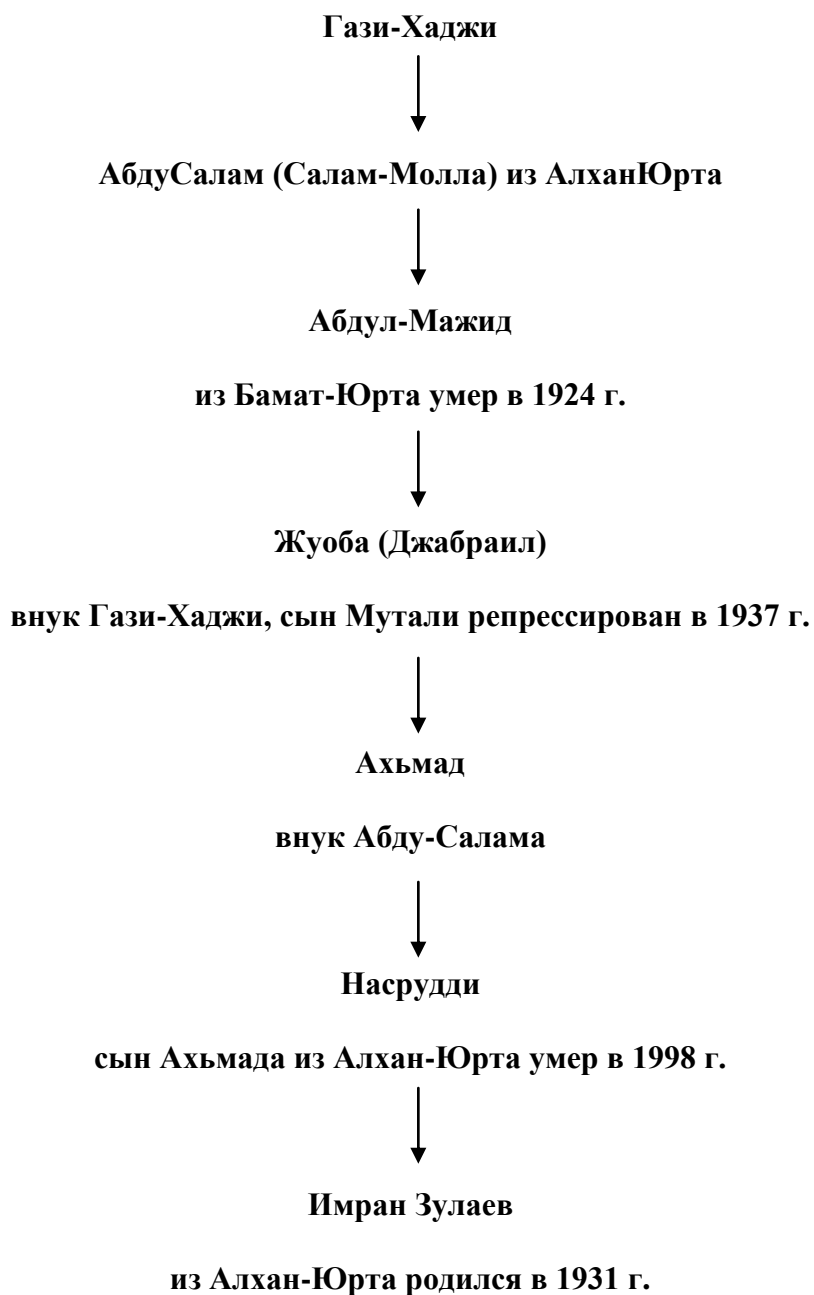 Гази-Хаджи
АбдуСалам (Салам-Молла) из АлханЮрта
Абдул-Мажид
из Бамат-Юрта умер в 1924 г.
Жуоба (Джабраил)
внук Гази-Хаджи, сын Мутали репрессирован в 1937 г.
Ахьмад
внук Абду-Салама
Насрудди
сын Ахьмада из Алхан-Юрта умер в 1998 г.
Имран Зулаев
из Алхан-Юрта родился в 1931 г.